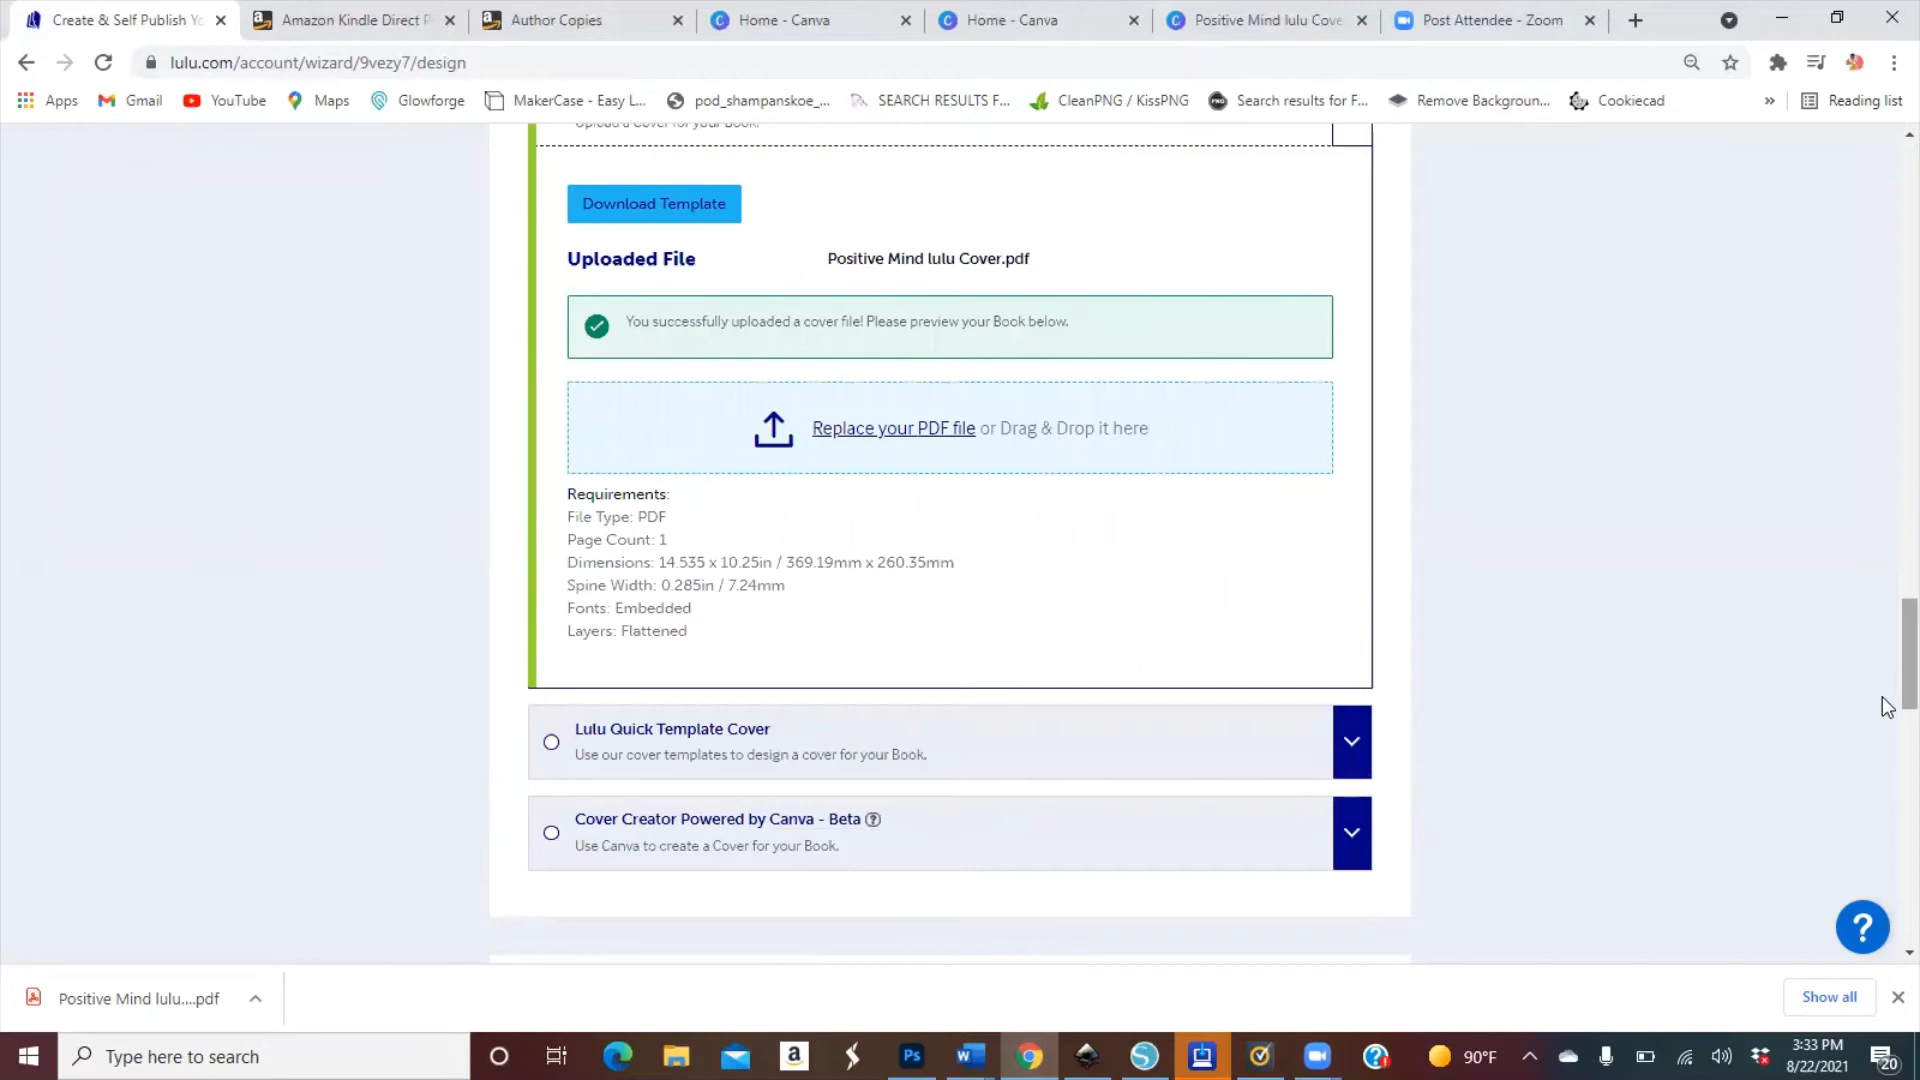 Create & Self Publish Yo
Amazon Kindle Direct P
Author Copies
Home - Canva
Home - Canva
Positive Mind lulu Cove
Post Attendee - Zoom
lulu.com/account/wizard/9vezy7/design
Apps
Gmail
YouTube
Maps
Glowforge
MakerCase - Easy L...
pod_shampanskoe_...
SEARCH RESULTS F...
CleanPNG / KissPNG
Search results for F...
Remove Backgroun...
Cookiecad
»
Reading list
Upload a Cover for your Book.
Download Template
Uploaded File
Positive Mind lulu Cover.pdf
You successfully uploaded a cover file! Please preview your Book below.
Replace your PDF file or Drag & Drop it here
Requirements:
File Type: PDF
Page Count: 1
Dimensions: 14.535 x 10.25in / 369.19mm x 260.35mm
Spine Width: 0.285in / 7.24mm
Fonts: Embedded
Layers: Flattened
Lulu Quick Template Cover
Use our cover templates to design a cover for your Book.
Cover Creator Powered by Canva - Beta ?
Use Canva to create a Cover for your Book.
?
Positive Mind lulu....pdf
Show all
Type here to search
90°F
3:33 PM
8/22/2021
20